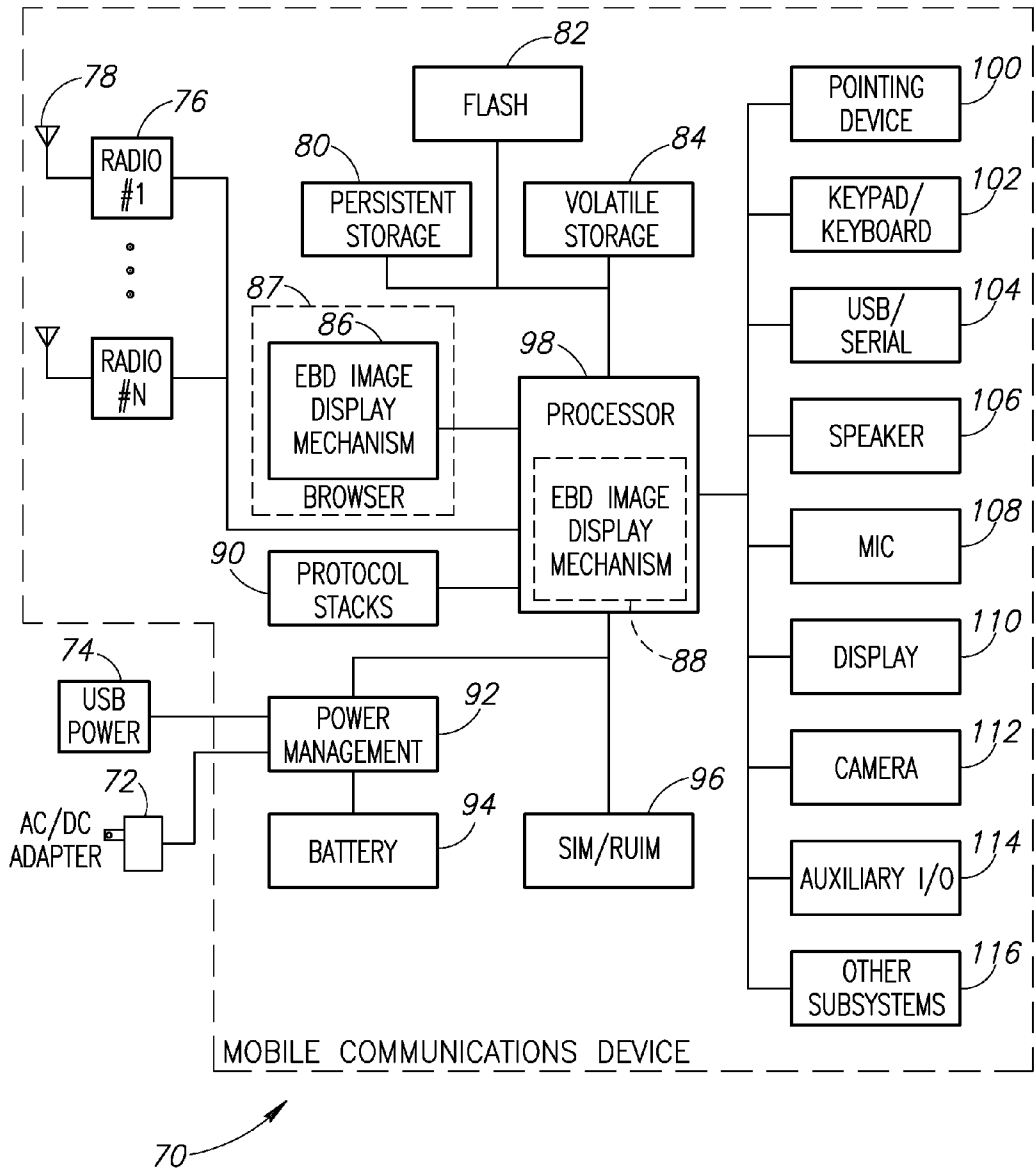 82
FLASH
78
76
RADIO
#1
80
PERSISTENT
STORAGE
84
VOLATILE
STORAGE
100
POINTING
DEVICE
102
KEYPAD/
KEYBOARD
RADIO
#N
87
86
EBD IMAGE
DISPLAY
MECHANISM
BROWSER
98
PROCESSOR
EBD IMAGE
DISPLAY
MECHANISM
88
104
USB/
SERIAL
106
SPEAKER
108
MIC
90
PROTOCOL
STACKS
110
DISPLAY
74
USB
POWER
92
POWER
MANAGEMENT
112
CAMERA
72
AC/DC
ADAPTER
94
BATTERY
96
SIM/RUIM
114
AUXILIARY I/O
116
OTHER
SUBSYSTEMS
MOBILE COMMUNICATIONS DEVICE
70